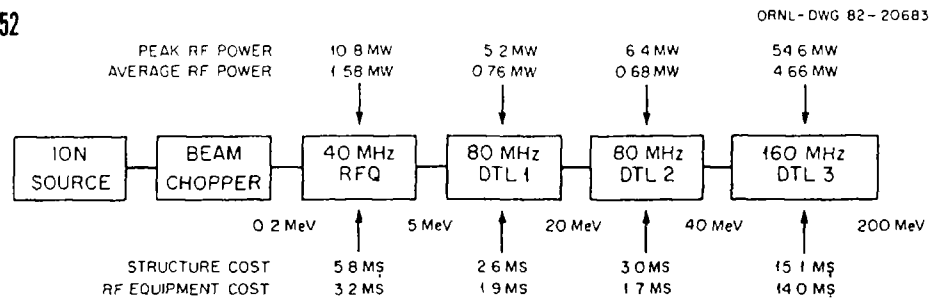 52
ORNL-DWG 82-20683
PEAK RF POWER 10.8 MW 5.2 MW 6.4 MW 54.6 MW
AVERAGE RF POWER 1.58 MW 0.76 MW 0.68 MW 4.66 MW
ION SOURCE
BEAM CHOPPER
40 MHz RFQ
80 MHz DTL 1
80 MHz DTL 2
160 MHz DTL 3
0.2 MeV 5 MeV 20 MeV 40 MeV 200 MeV
STRUCTURE COST 5.8 M$ 2.6 M$ 3.0 M$ 15.1 M$
RF EQUIPMENT COST 3.2 M$ 1.9 M$ 1.7 M$ 14.0 M$